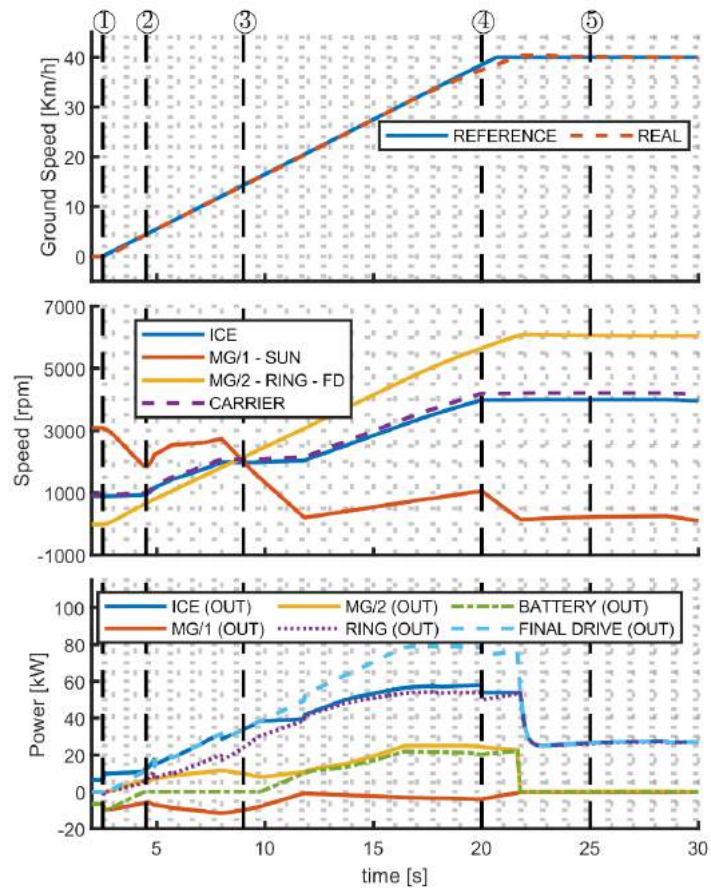 ① ② ③ ④ ⑤
Ground Speed [Km/h]
40
30
20
10
0
REFERENCE REAL
Speed [rpm]
7000
5000
3000
1000
-1000
ICE
MG/1 - SUN
MG/2 - RING - FD
CARRIER
Power [kW]
100
80
60
40
20
0
-20
ICE (OUT) MG/2 (OUT) BATTERY (OUT)
MG/1 (OUT) RING (OUT) FINAL DRIVE (OUT)
5 10 15 20 25 30
time [s]